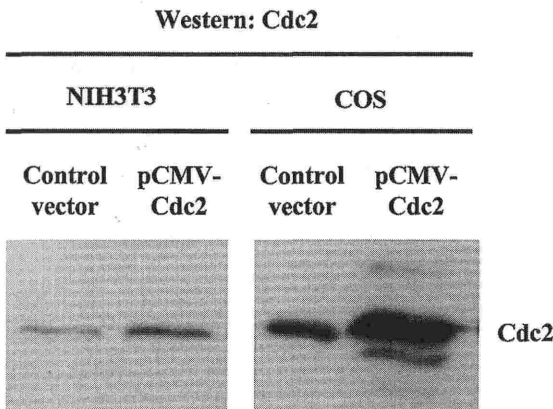 Western: Cdc2
NIH3T3 COS
Control pCMV- Control pCMV-
vector Cdc2 vector Cdc2
Cdc2